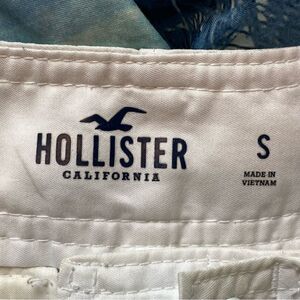 HOLLISTER
CALIFORNIA
S
MADE IN
VIETNAM